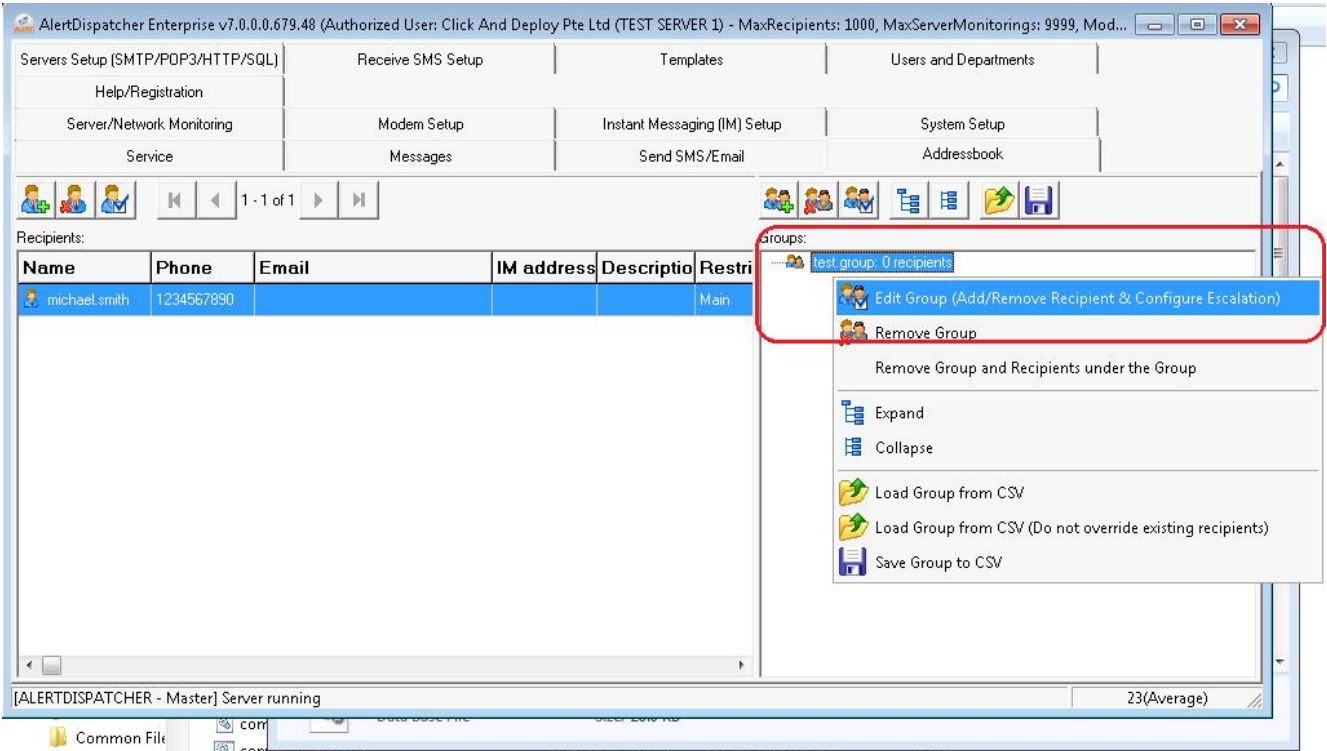 AlertDispatcher Enterprise v7.0.0.0.679.48 (Authorized User: Click And Deploy Pte Ltd (TEST SERVER 1) - MaxRecipients: 1000, MaxServerMonitorings: 9999, Mod...
Servers Setup (SMTP/POP3/HTTP/SQL) Receive SMS Setup Templates Users and Departments
Help/Registration
Server/Network Monitoring Modem Setup Instant Messaging (IM) Setup System Setup
Service Messages Send SMS/Email Addressbook
1 - 1 of 1
Recipients: Groups:
Name Phone Email IM address Descriptio Restri
test.group: 0 recipients
michael.smith 1234567890 Main
Edit Group (Add/Remove Recipient & Configure Escalation)
Remove Group
Remove Group and Recipients under the Group
Expand
Collapse
Load Group from CSV
Load Group from CSV (Do not override existing recipients)
Save Group to CSV
[ALERTDISPATCHER - Master] Server running 23(Average)
Common File com